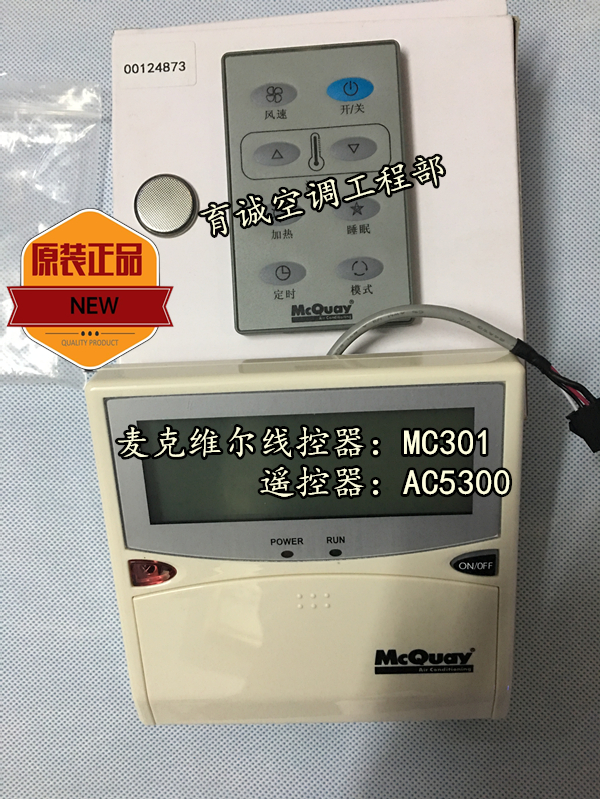 00124873
风速
开/关
育诚空调工程部
加热
睡眠
定时
模式
McQuay®
Air Conditioning
原装正品
NEW
QUALITY PRODUCT
麦克维尔线控器：MC301
遥控器：AC5300
POWER
RUN
ON/OFF
McQuay®
Air Conditioning